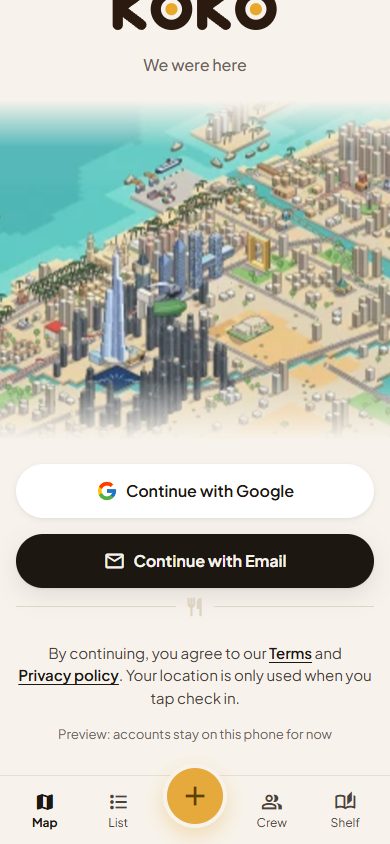 KOKO
We were here
Continue with Google
Continue with Email
By continuing, you agree to our Terms and
Privacy policy. Your location is only used when you
tap check in.
Preview: accounts stay on this phone for now
Map
List
Crew
Shelf